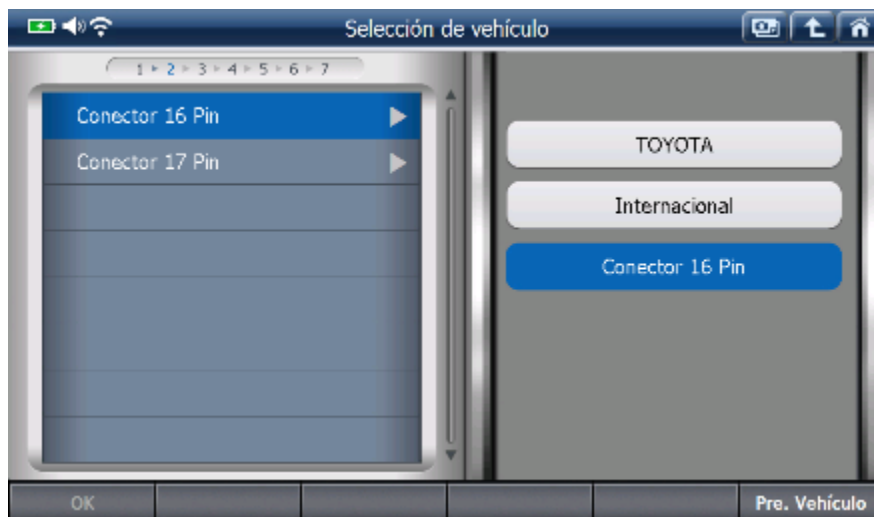 Selección de vehículo
1 ▸ 2 ▸ 3 ▸ 4 ▸ 5 ▸ 6 ▸ 7
Conector 16 Pin
Conector 17 Pin
TOYOTA
Internacional
Conector 16 Pin
OK
Pre. Vehículo